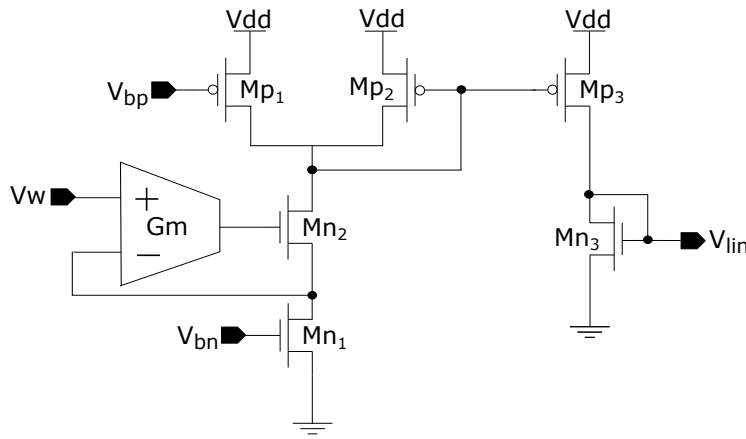 Vdd
Vdd
Vdd
Vbp
Mp1
Mp2
Mp3
Vw
+
Gm
−
Mn2
Mn3
Vlin
Vbn
Mn1